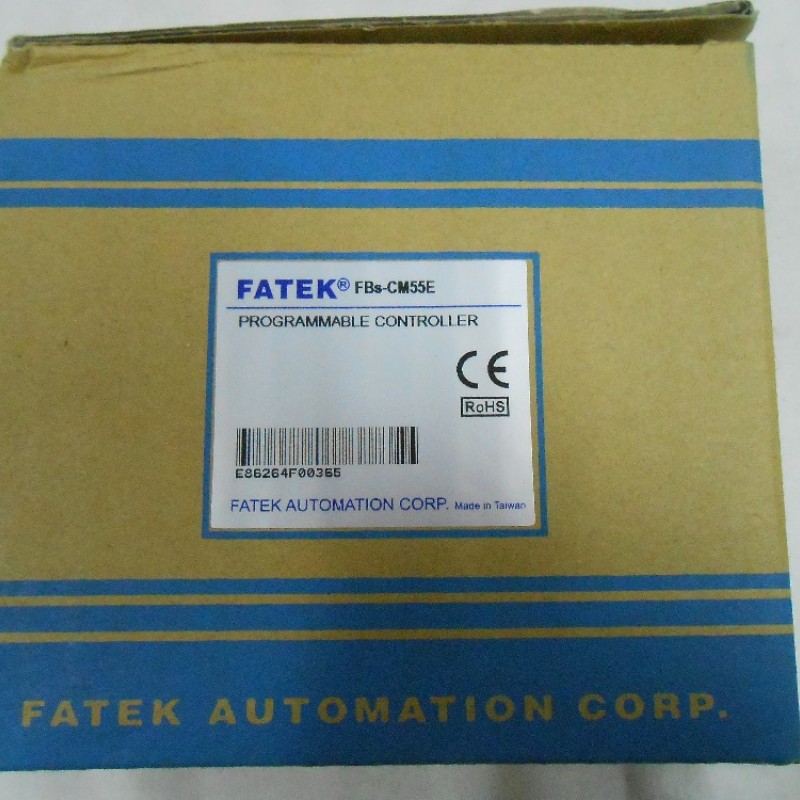 FATEK® FBs-CM55E
PROGRAMMABLE CONTROLLER
CE
RoHS
E86264F00365
FATEK AUTOMATION CORP. Made in Taiwan
FATEK AUTOMATION CORP.